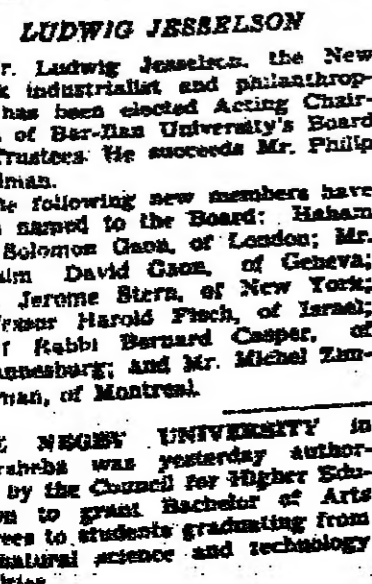 LUDWIG JESSELSON
r. Ludwig Jesselson, the New
k industrialist and philanthrop-
has been elected Acting Chair-
of Bar-Ilan University's Board
Trustees. He succeeds Mr. Philip
lman.
he following new members have
named to the Board: Haham
Solomon Gaon, of London; Mr.
aim David Gaon, of Geneva;
Jerome Stern, of New York;
fessor Harold Fisch, of Israel;
f Rabbi Bernard Casper, of
annesburg; and Mr. Michel Zim-
man, of Montreal.
E NEGEV UNIVERSITY in
rsheba was yesterday author-
by the Council for Higher Edu-
on to grant Bachelor of Arts
rees to students graduating from
natural science and technology